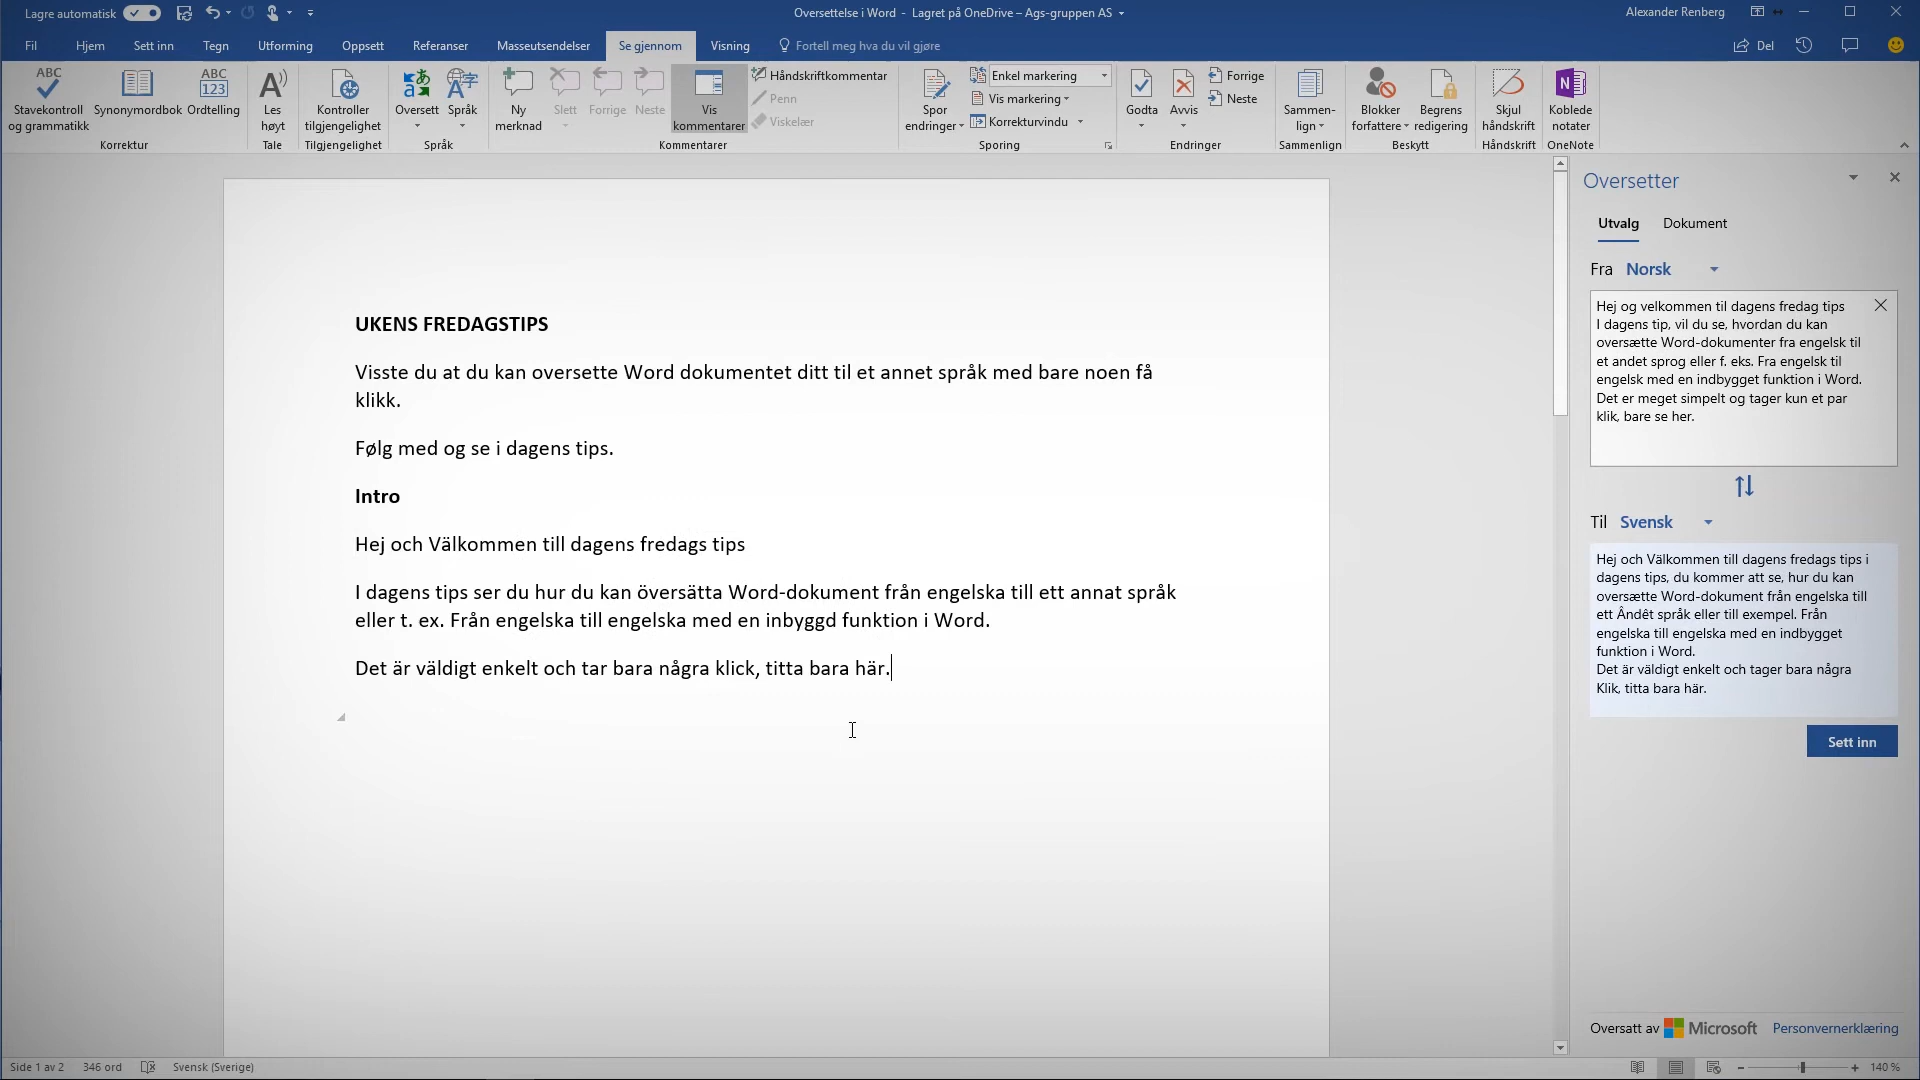 Lagre automatisk
Oversettelse i Word - Lagret på OneDrive – Ags-gruppen AS
Alexander Renberg
Fil Hjem Sett inn Tegn Utforming Oppsett Referanser Masseutsendelser Se gjennom Visning Fortell meg hva du vil gjøre Del
ABC
Stavekontroll
og grammatikk
Synonymordbok
ABC
123
Ordtelling
Korrektur
Les
høyt
Tale
Kontroller
tilgjengelighet
Tilgjengelighet
Oversett
Språk
Språk
Ny
merknad
Slett
Forrige
Neste
Vis
kommentarer
Håndskriftkommentar
Penn
Viskelær
Kommentarer
Spor
endringer
Enkel markering
Vis markering
Korrekturvindu
Sporing
Godta
Avvis
Forrige
Neste
Endringer
Sammen-
lign
Sammenlign
Blokker
forfattere
Begrens
redigering
Beskytt
Skjul
håndskrift
Håndskrift
Koblede
notater
OneNote
UKENS FREDAGSTIPS
Visste du at du kan oversette Word dokumentet ditt til et annet språk med bare noen få
klikk.
Følg med og se i dagens tips.
Intro
Hej och Välkommen till dagens fredags tips
I dagens tips ser du hur du kan översätta Word-dokument från engelska till ett annat språk
eller t. ex. Från engelska till engelska med en inbyggd funktion i Word.
Det är väldigt enkelt och tar bara några klick, titta bara här.
Oversetter
Utvalg Dokument
Fra Norsk
Hej og velkommen til dagens fredag tips
I dagens tip, vil du se, hvordan du kan
oversætte Word-dokumenter fra engelsk til
et andet sprog eller f. eks. Fra engelsk til
engelsk med en indbygget funktion i Word.
Det er meget simpelt og tager kun et par
klik, bare se her.
Til Svensk
Hej och Välkommen till dagens fredags tips i
dagens tips, du kommer att se, hur du kan
oversætte Word-dokument från engelska till
ett Ândêt språk eller till exempel. Från
engelska till engelska med en indbygget
funktion i Word.
Det är väldigt enkelt och tager bara några
Klik, titta bara här.
Sett inn
Oversatt av Microsoft Personvernerklæring
Side 1 av 2 346 ord Svensk (Sverige)
140 %